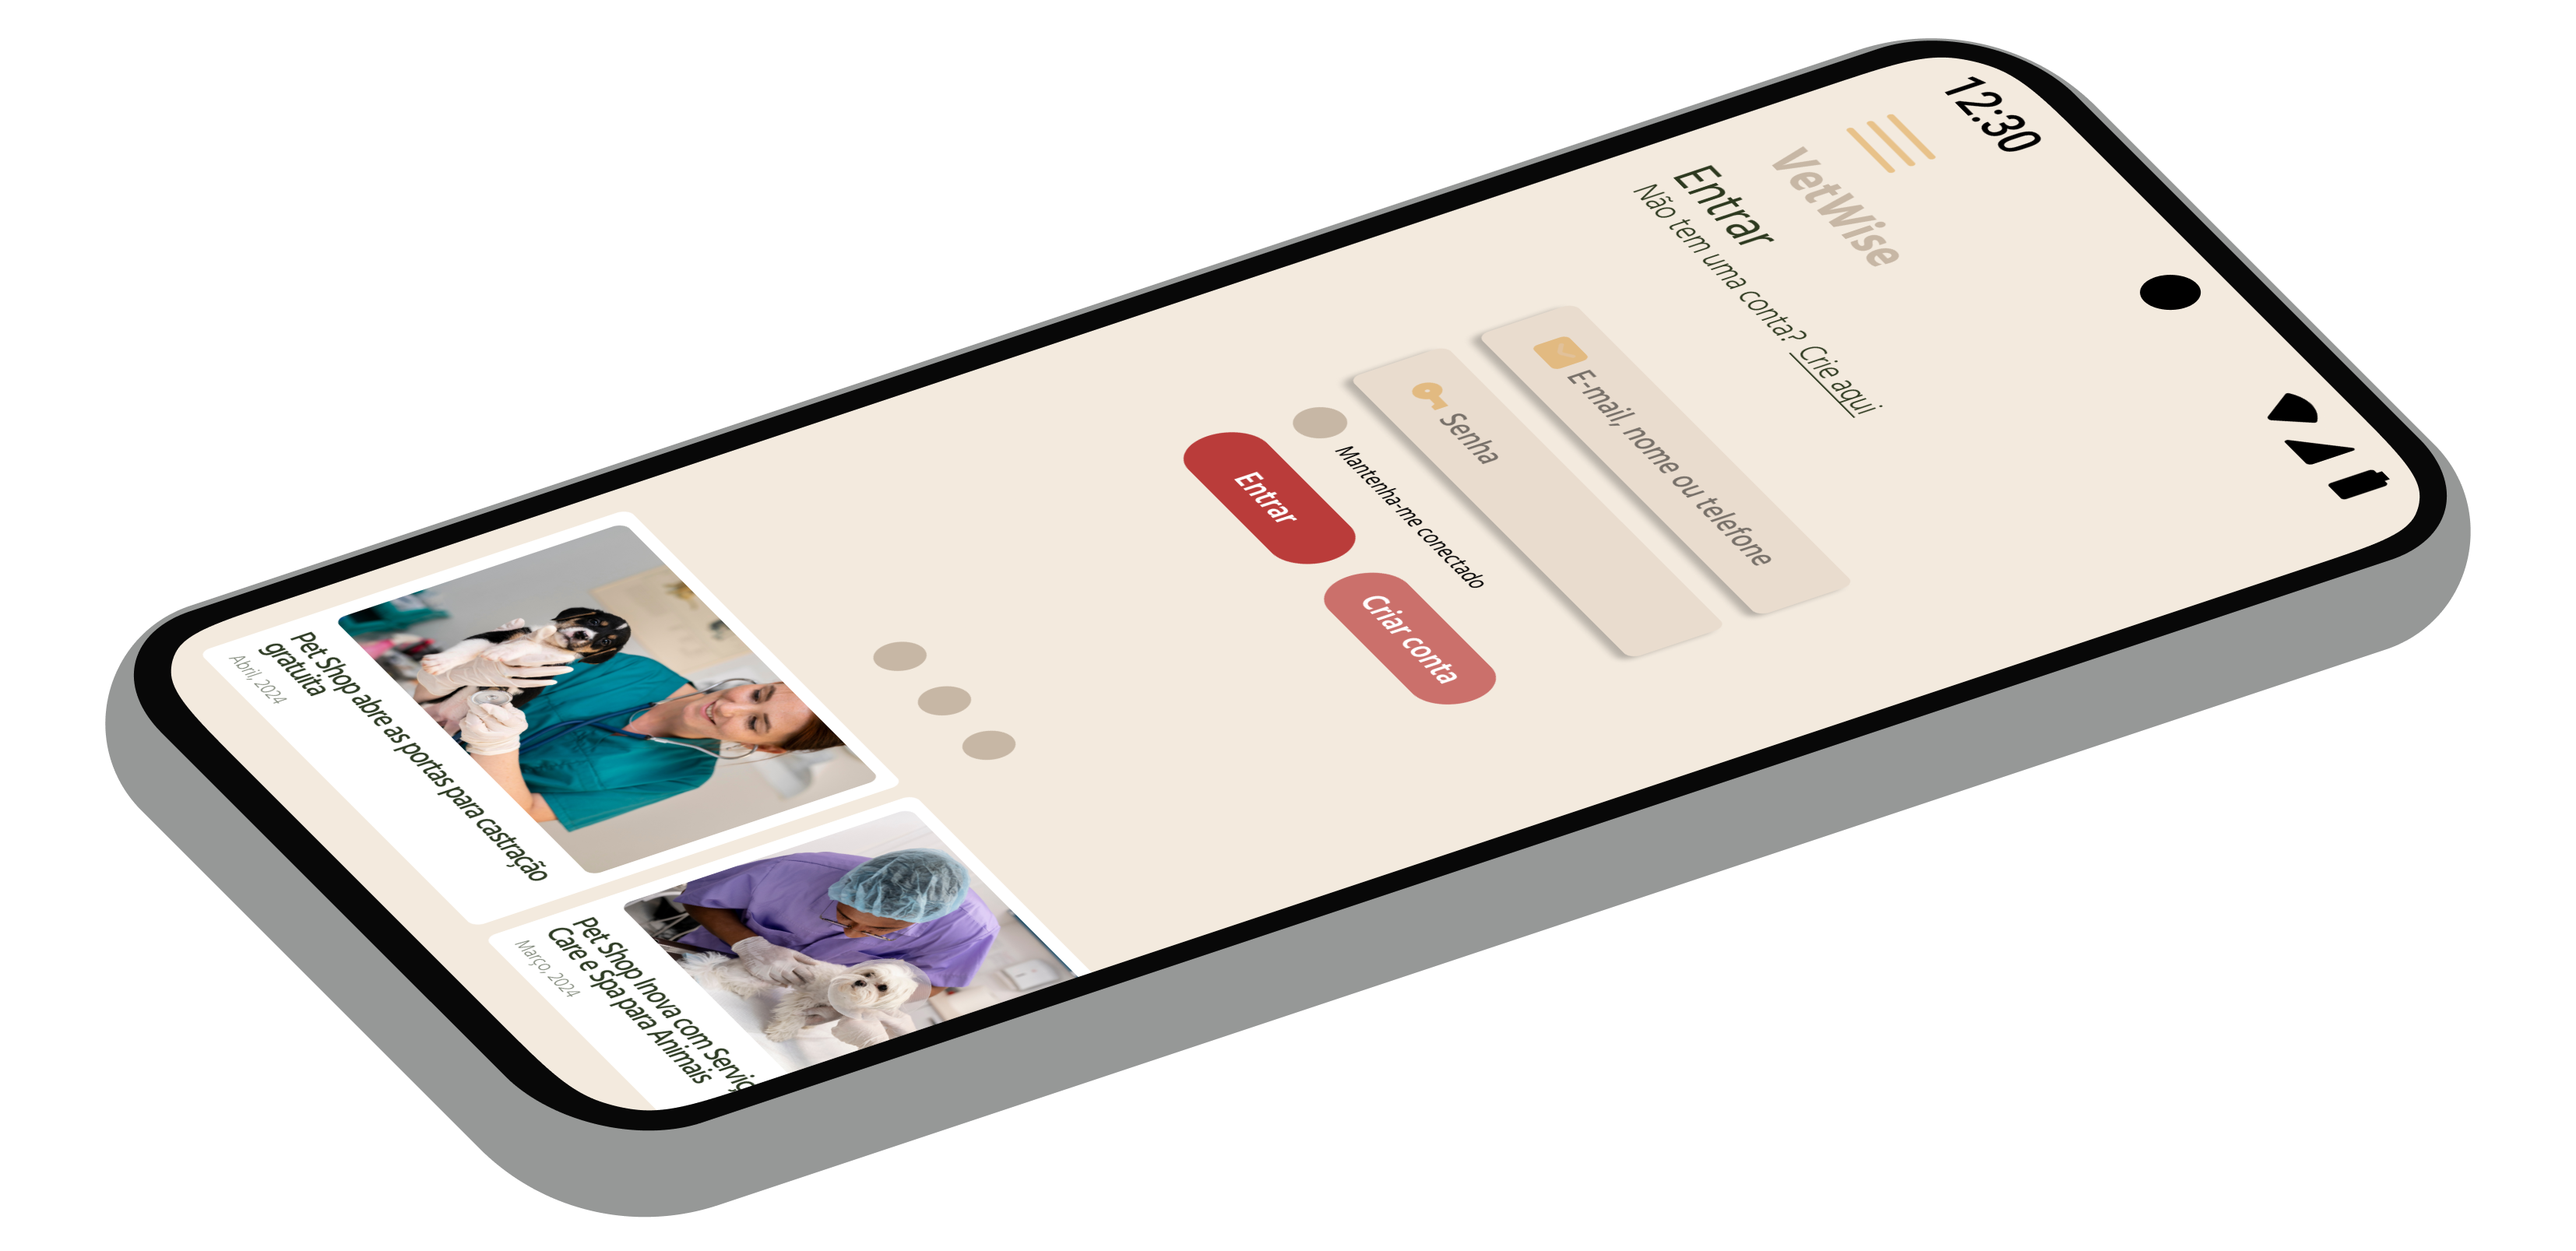 12:30
VetWise
Entrar
Não tem uma conta? Crie aqui
E-mail, nome ou telefone
Senha
Mantenha-me conectado
Entrar
Criar conta
Pet Shop abre as portas para castração
gratuita
Abril, 2024
Pet Shop Inova com Serviç
Care e Spa para Animais
Março, 2024